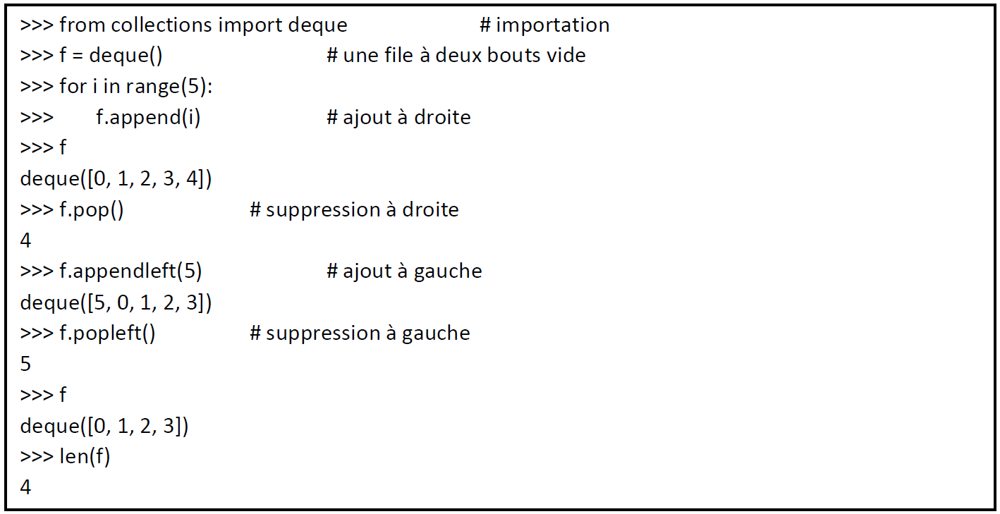 >>> from collections import deque # importation
>>> f = deque() # une file à deux bouts vide
>>> for i in range(5):
>>> f.append(i) # ajout à droite
>>> f
deque([0, 1, 2, 3, 4])
>>> f.pop() # suppression à droite
4
>>> f.appendleft(5) # ajout à gauche
deque([5, 0, 1, 2, 3])
>>> f.popleft() # suppression à gauche
5
>>> f
deque([0, 1, 2, 3])
>>> len(f)
4